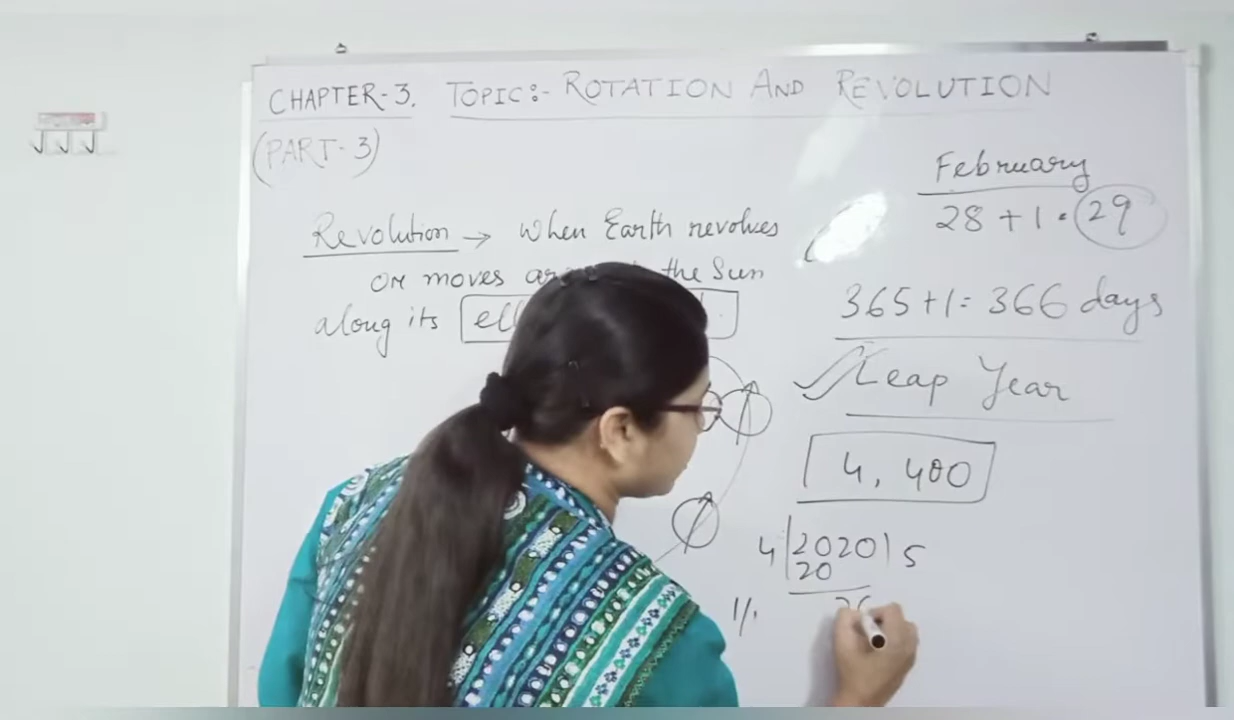 CHAPTER-3. TOPIC:- ROTATION AND REVOLUTION
(PART-3)
Revolution → When Earth revolves
or moves the Sun
along its
February
28 + 1 = 29
365+1= 366 days
Leap Year
4, 400
4 2020 5
20